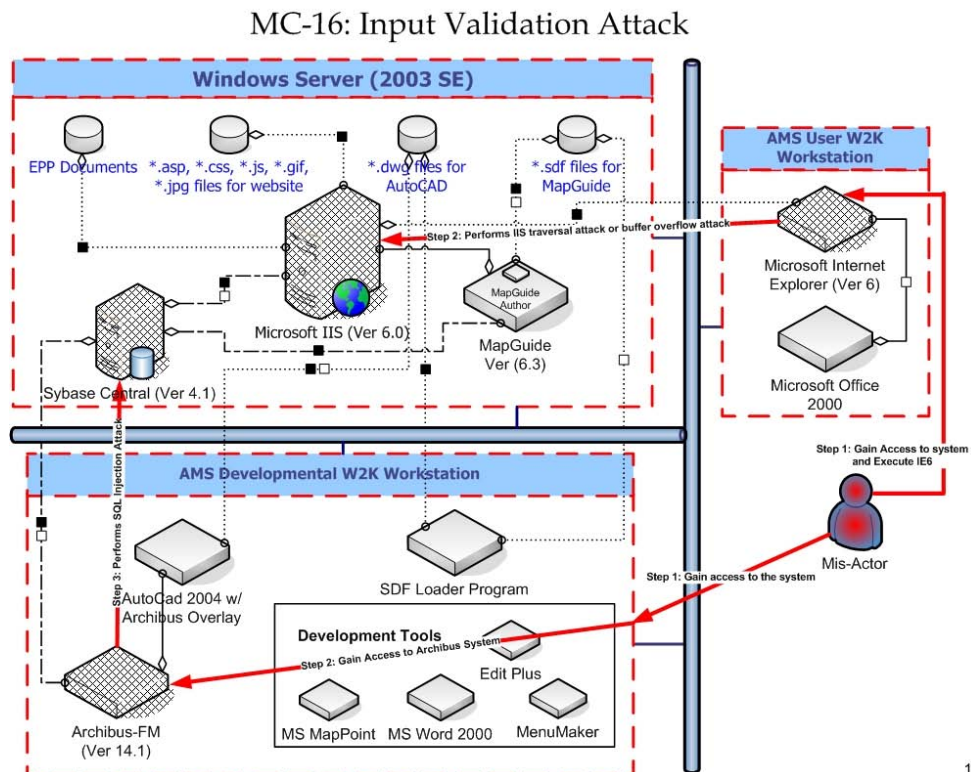 MC-16: Input Validation Attack
Windows Server (2003 SE)
EPP Documents
*.asp, *.css, *.js, *.gif,
*.jpg files for website
*.dwg files for
AutoCAD
*.sdf files for
MapGuide
AMS User W2K
Workstation
Step 2: Performs IIS traversal attack or buffer overflow attack
Microsoft Internet
Explorer (Ver 6)
MapGuide
Author
Microsoft IIS (Ver 6.0)
MapGuide
Ver (6.3)
Microsoft Office
2000
Sybase Central (Ver 4.1)
Step 1: Gain Access to system
and Execute IE6
AMS Developmental W2K Workstation
Step 3: Performs SQL Injection Attack
Mis-Actor
Step 1: Gain access to the system
AutoCad 2004 w/
Archibus Overlay
SDF Loader Program
Development Tools
Step 2: Gain Access to Archibus System
Edit Plus
Archibus-FM
(Ver 14.1)
MS MapPoint
MS Word 2000
MenuMaker
1